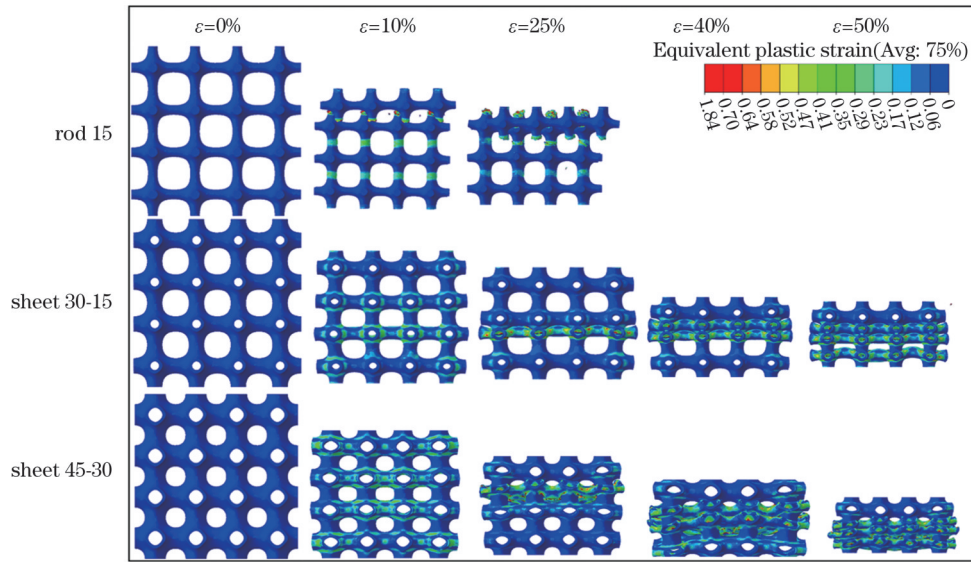 ε=0%
ε=10%
ε=25%
ε=40%
ε=50%
Equivalent plastic strain(Avg: 75%)
1.84
0.70
0.64
0.58
0.52
0.47
0.41
0.35
0.29
0.23
0.17
0.12
0.06
0
rod 15
sheet 30-15
sheet 45-30